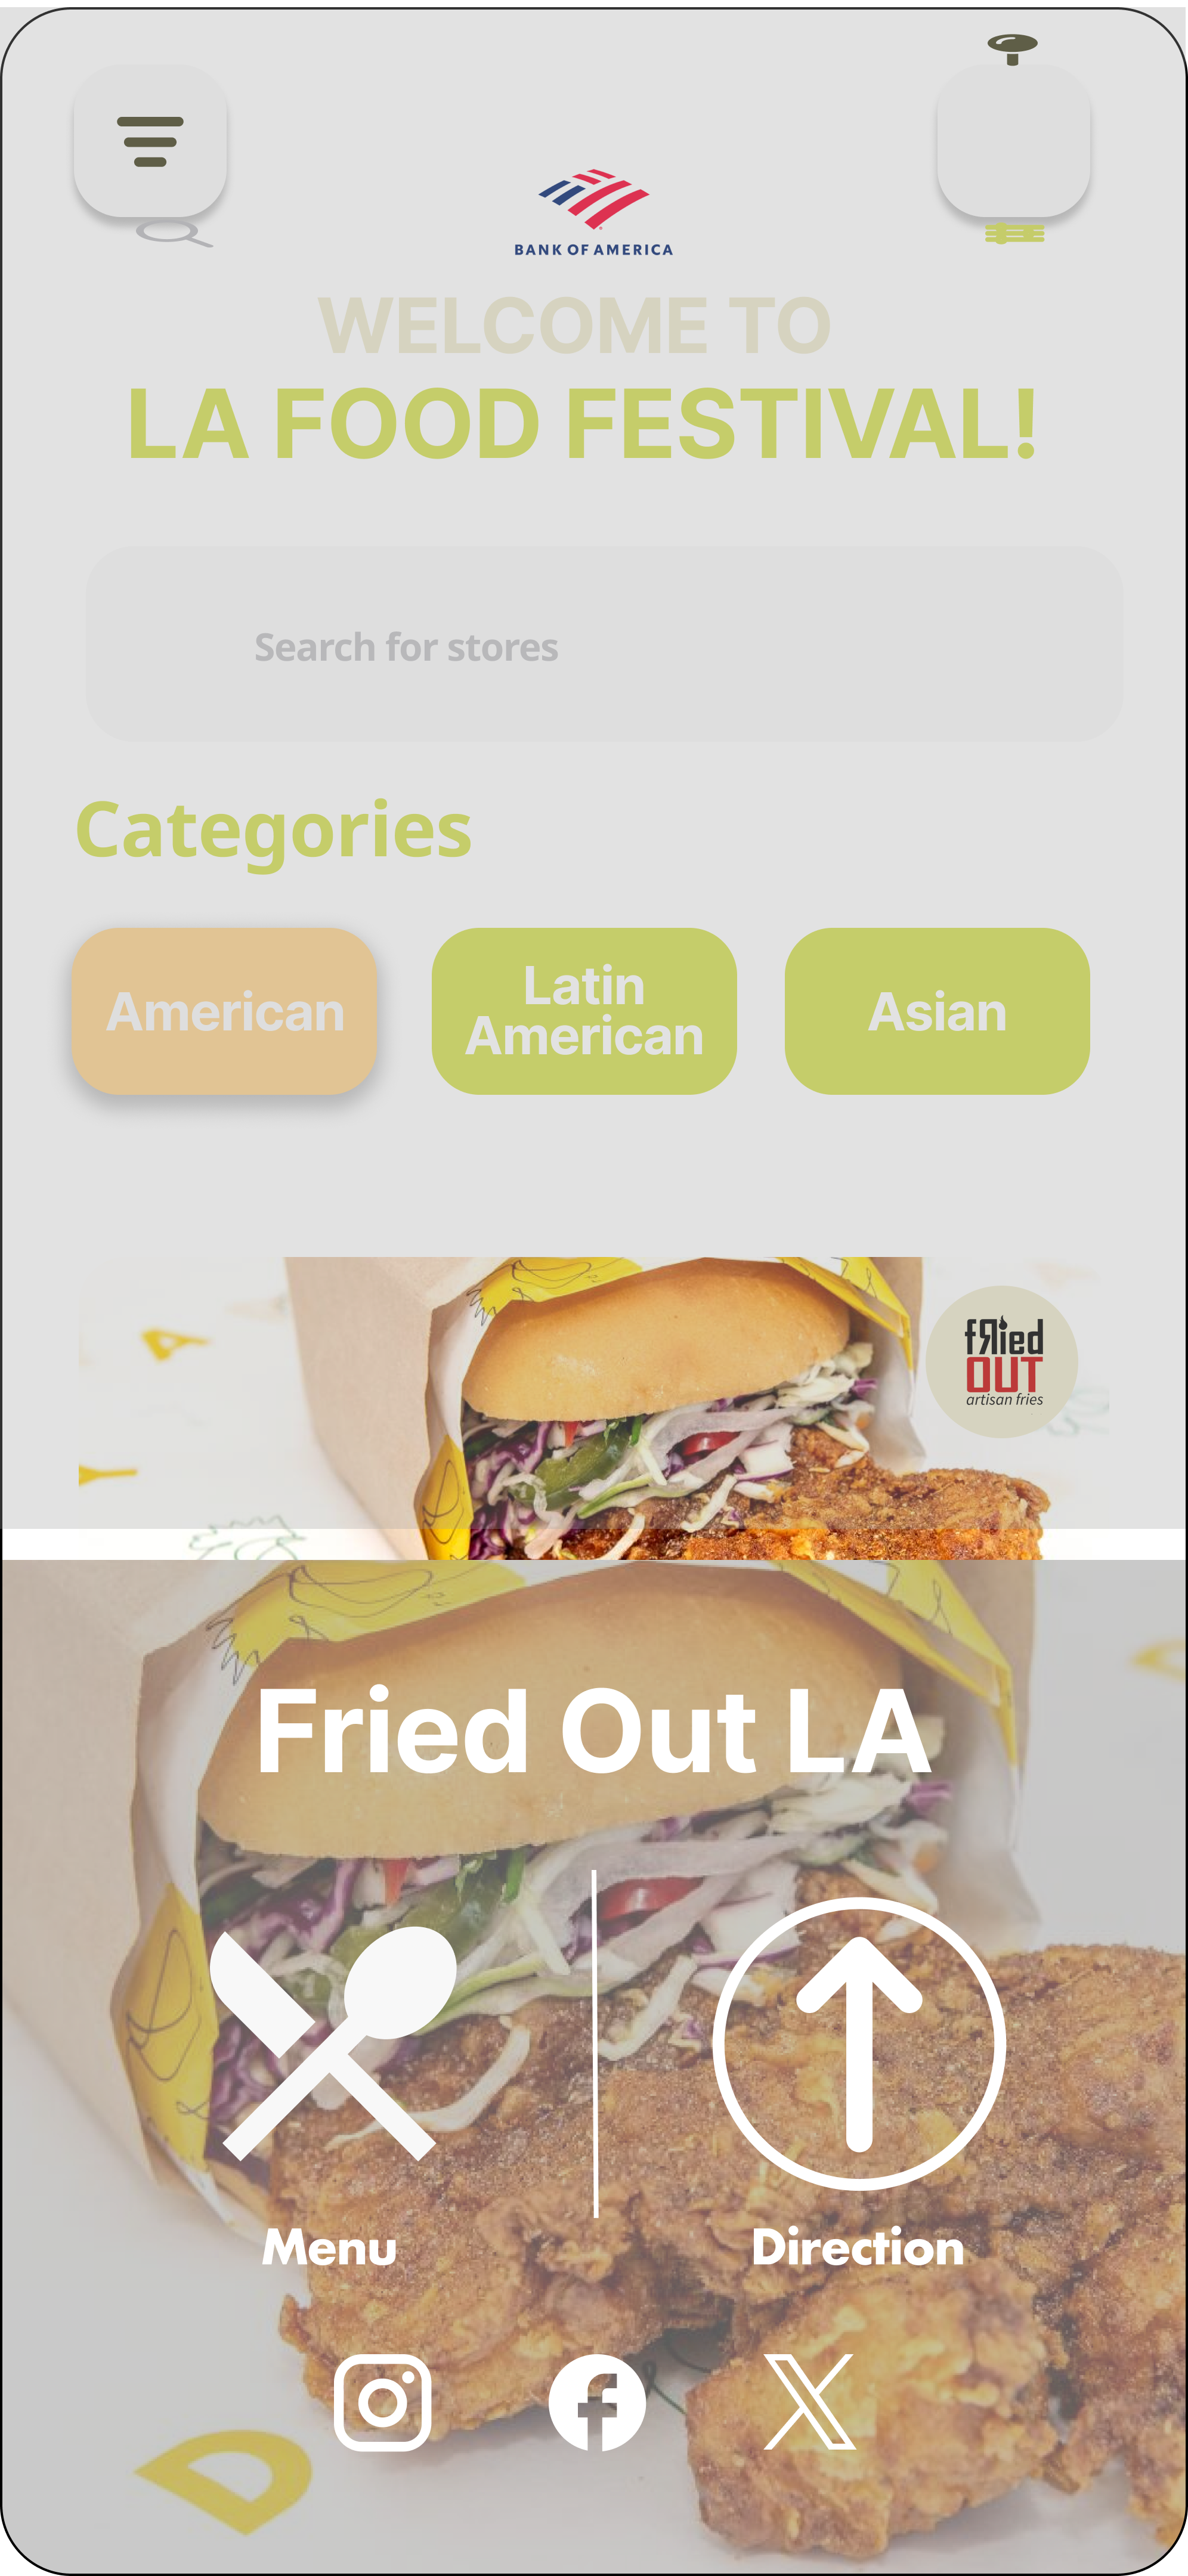 BANK OF AMERICA
WELCOME TO
LA FOOD FESTIVAL!
Search for stores
Categories
American
Latin
American
Asian
fRied
OUT
artisan fries
Fried Out LA
Menu
Direction